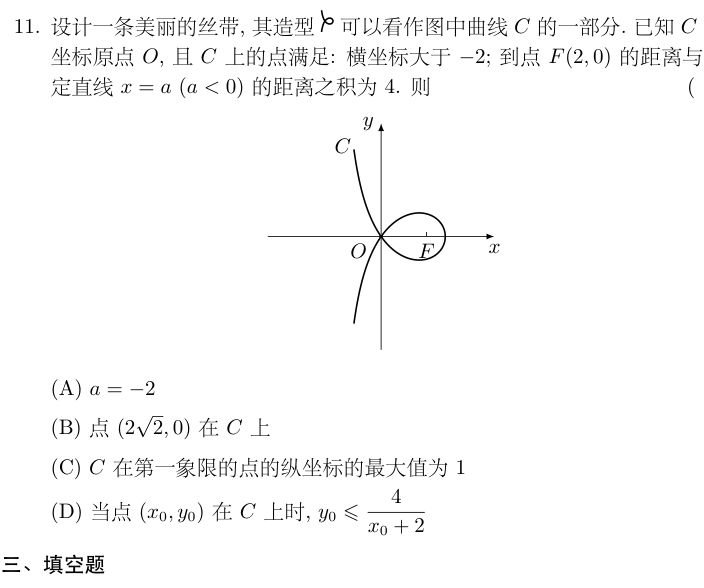 11. 设计一条美丽的丝带, 其造型 可以看作图中曲线 C 的一部分. 已知 C
坐标原点 O, 且 C 上的点满足: 横坐标大于 −2; 到点 F(2, 0) 的距离与
定直线 x = a (a < 0) 的距离之积为 4. 则 (
y
C
O F x
(A) a = −2
(B) 点 (2√2, 0) 在 C 上
(C) C 在第一象限的点的纵坐标的最大值为 1
(D) 当点 (x₀, y₀) 在 C 上时, y₀ ⩽ 4/(x₀ + 2)
三、填空题